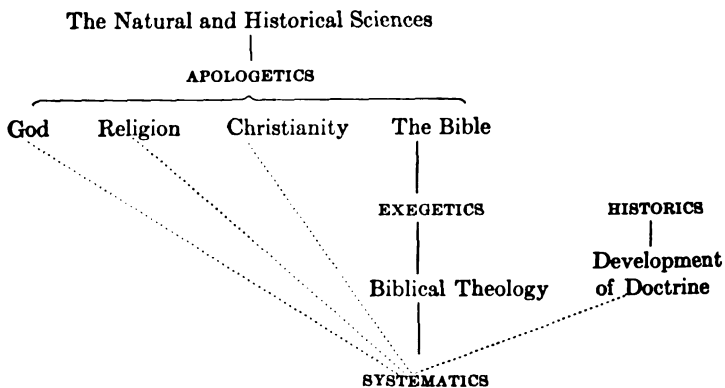 The Natural and Historical Sciences
APOLOGETICS
God Religion Christianity The Bible
EXEGETICS HISTORICS
Development
Biblical Theology of Doctrine
SYSTEMATICS